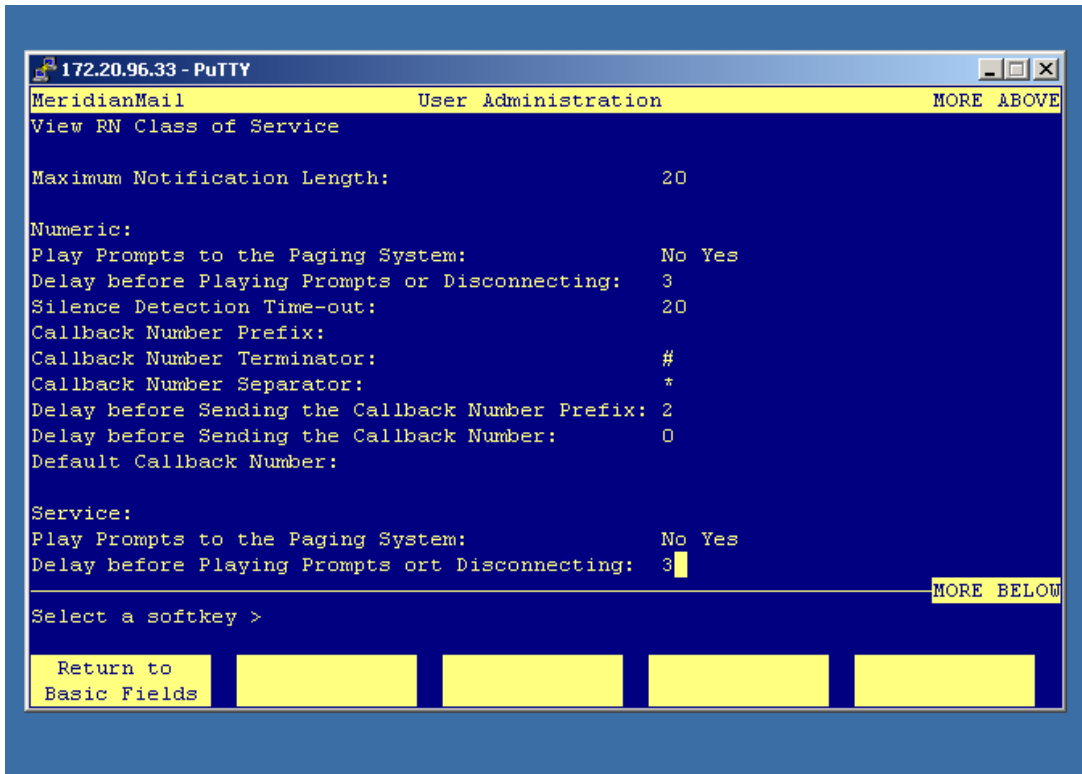 172.20.96.33 - PuTTY
MeridianMail User Administration MORE ABOVE
View RN Class of Service
Maximum Notification Length: 20
Numeric:
Play Prompts to the Paging System: No Yes
Delay before Playing Prompts or Disconnecting: 3
Silence Detection Time-out: 20
Callback Number Prefix:
Callback Number Terminator: #
Callback Number Separator: *
Delay before Sending the Callback Number Prefix: 2
Delay before Sending the Callback Number: 0
Default Callback Number:
Service:
Play Prompts to the Paging System: No Yes
Delay before Playing Prompts ort Disconnecting: 3
MORE BELOW
Select a softkey >
Return to
Basic Fields